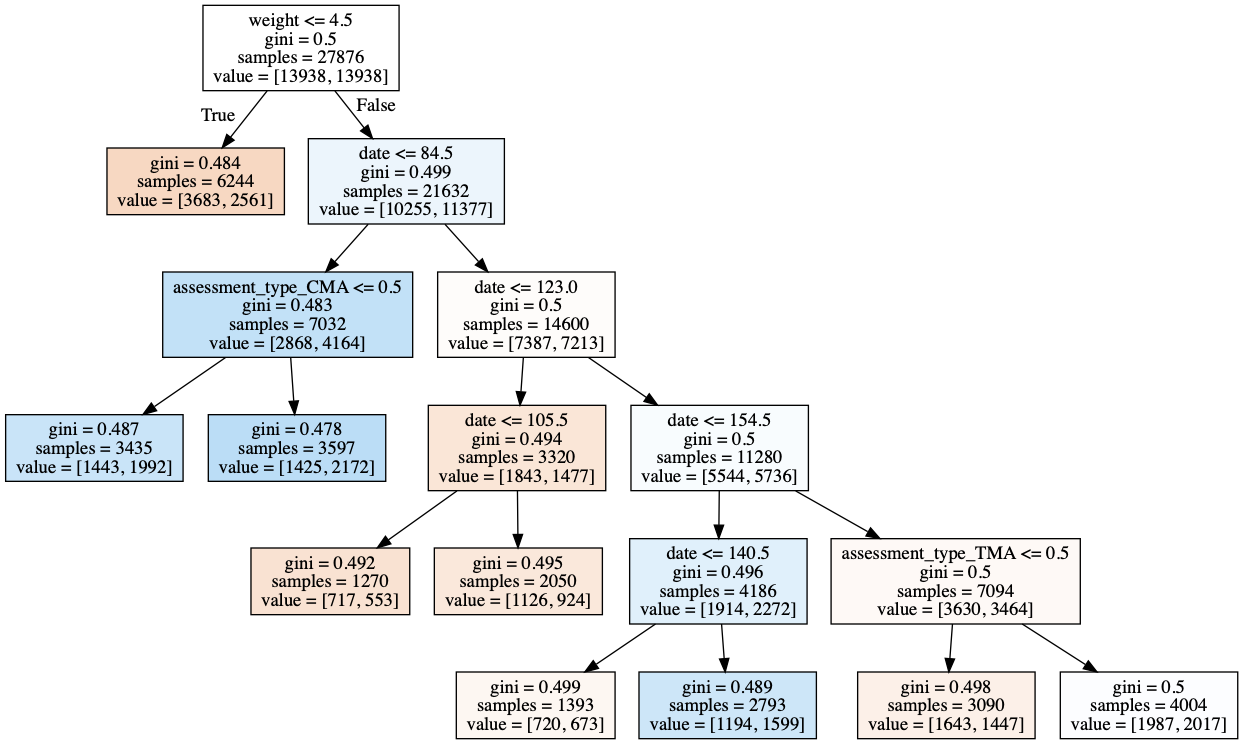 weight <= 4.5
gini = 0.5
samples = 27876
value = [13938, 13938]
True
False
gini = 0.484
samples = 6244
value = [3683, 2561]
date <= 84.5
gini = 0.499
samples = 21632
value = [10255, 11377]
assessment_type_CMA <= 0.5
gini = 0.483
samples = 7032
value = [2868, 4164]
date <= 123.0
gini = 0.5
samples = 14600
value = [7387, 7213]
gini = 0.487
samples = 3435
value = [1443, 1992]
gini = 0.478
samples = 3597
value = [1425, 2172]
date <= 105.5
gini = 0.494
samples = 3320
value = [1843, 1477]
date <= 154.5
gini = 0.5
samples = 11280
value = [5544, 5736]
gini = 0.492
samples = 1270
value = [717, 553]
gini = 0.495
samples = 2050
value = [1126, 924]
date <= 140.5
gini = 0.496
samples = 4186
value = [1914, 2272]
assessment_type_TMA <= 0.5
gini = 0.5
samples = 7094
value = [3630, 3464]
gini = 0.499
samples = 1393
value = [720, 673]
gini = 0.489
samples = 2793
value = [1194, 1599]
gini = 0.498
samples = 3090
value = [1643, 1447]
gini = 0.5
samples = 4004
value = [1987, 2017]